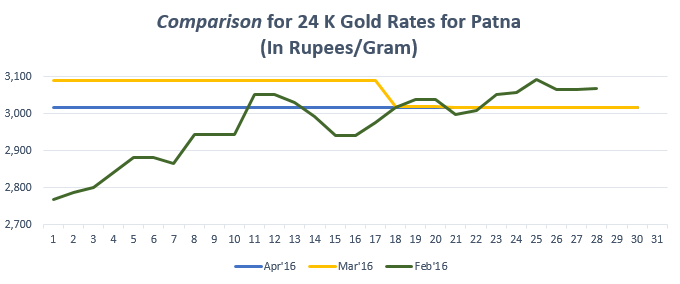 Comparison for 24 K Gold Rates for Patna
(In Rupees/Gram)
3,100
3,000
2,900
2,800
2,700
1 2 3 4 5 6 7 8 9 10 11 12 13 14 15 16 17 18 19 20 21 22 23 24 25 26 27 28 29 30 31
Apr'16 Mar'16 Feb'16